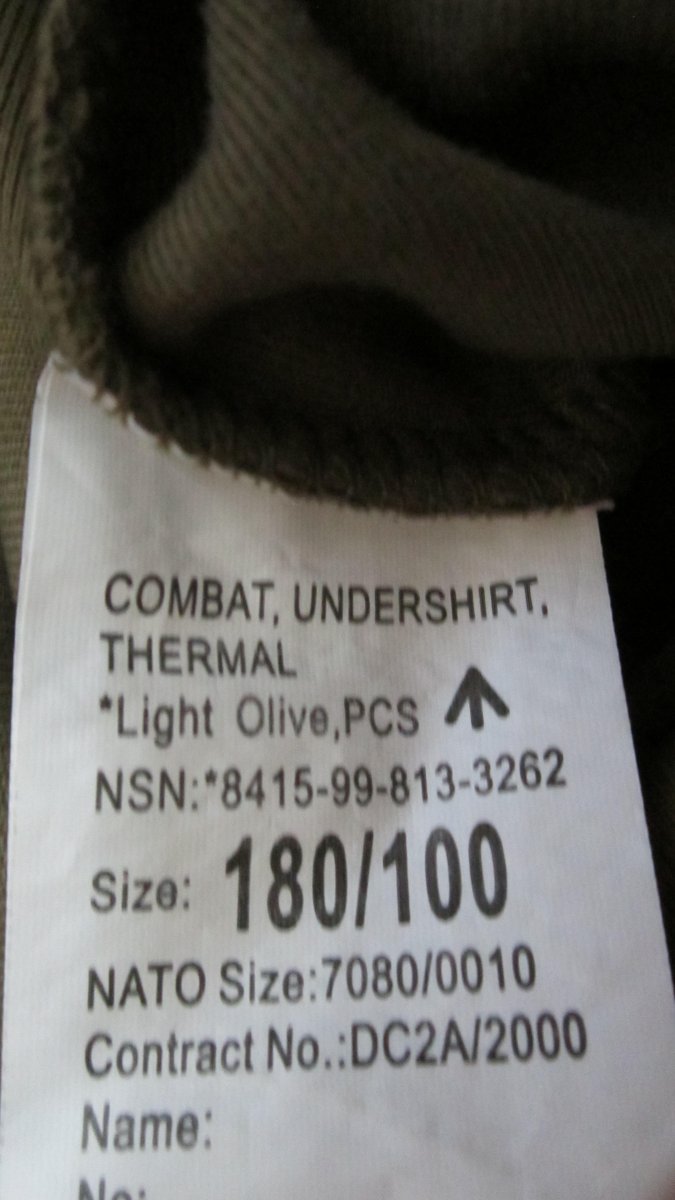 COMBAT, UNDERSHIRT,
THERMAL
*Light Olive,PCS
NSN:*8415-99-813-3262
Size: 180/100
NATO Size:7080/0010
Contract No.:DC2A/2000
Name:
No: